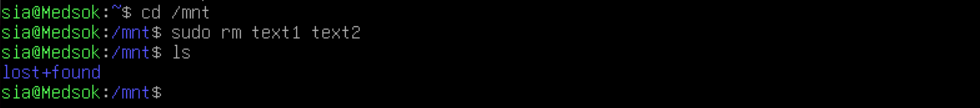 sia@Medsok:~$ cd /mnt
sia@Medsok:/mnt$ sudo rm text1 text2
sia@Medsok:/mnt$ ls
lost+found
sia@Medsok:/mnt$